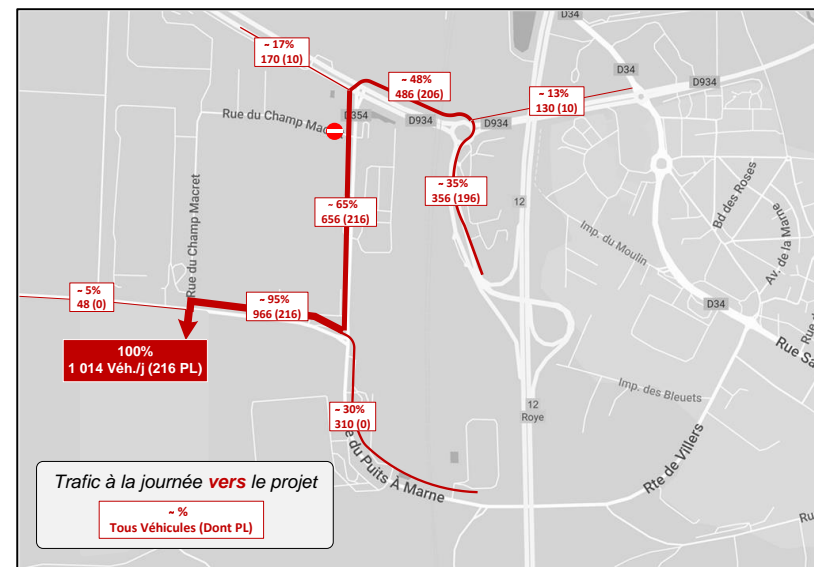 D34
~ 17%
170 (10)
~ 48%
486 (206)
~ 13%
130 (10)
D34
D934
Rue du Champ Mac
D354
D934
D934
~ 35%
356 (196)
~ 65%
656 (216)
12
Bd des Roses
Av. de la Marne
Imp. du Moulin
Rue du Champ Macret
~ 5%
48 (0)
~ 95%
966 (216)
D34
100%
1 014 Véh./j (216 PL)
Rue Sa
Imp. des Bleuets
12
Roye
~ 30%
310 (0)
e du Puits À Marne
Rte de Villers
Trafic à la journée vers le projet
~ %
Tous Véhicules (Dont PL)
Ru